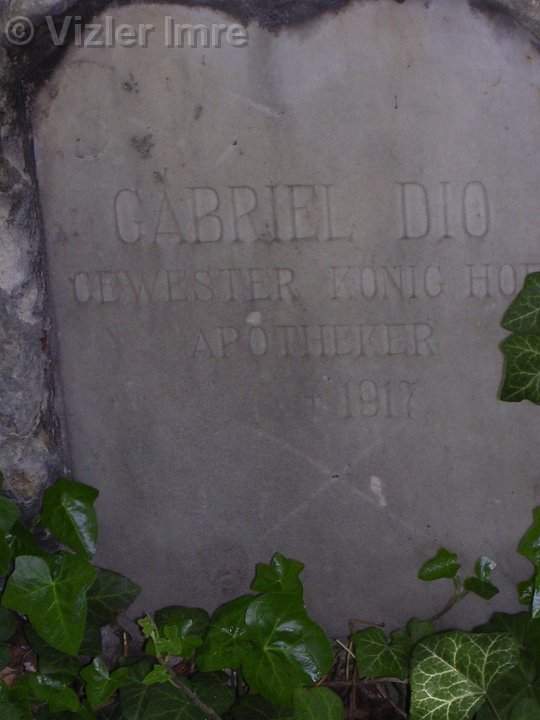 © Vizler Imre
GABRIEL DIO
GEWESTER KÖNIG HOF
APOTHEKER
† 1917